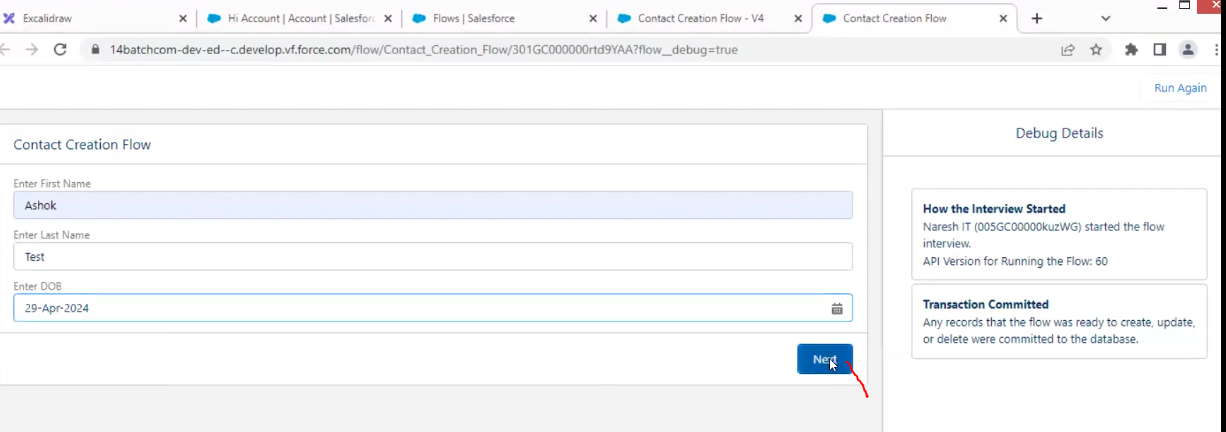 Excalidraw
Hi Account | Account | Salesforc
Flows | Salesforce
Contact Creation Flow - V4
Contact Creation Flow
14batchcom-dev-ed--c.develop.vf.force.com/flow/Contact_Creation_Flow/301GC000000rtd9YAA?flow__debug=true
Run Again
Contact Creation Flow
Enter First Name
Ashok
Enter Last Name
Test
Enter DOB
29-Apr-2024
Next
Debug Details
How the Interview Started
Naresh IT (005GC00000kuzWG) started the flow
interview.
API Version for Running the Flow: 60
Transaction Committed
Any records that the flow was ready to create, update,
or delete were committed to the database.